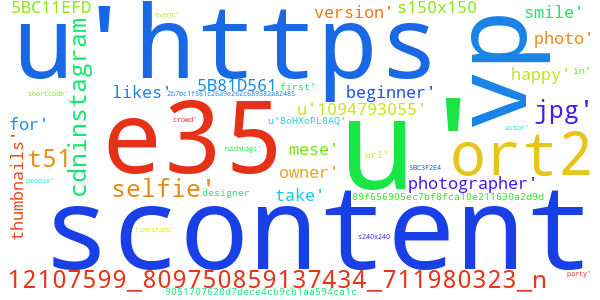 5BC11EFD
event'
version'
s150x150
smile'
u'https
vp
photo'
cdninstagram
5B81D561
first'
happy'
in'
shortcode'
likes'
2b7bc1f561c26a9e262c689382a82485
beginner'
e35
u'1094793055'
jpg'
for'
crowd'
u'8oHXoPL8AQ'
u'
actor'
thumbnails'
t51
hashtags'
mese'
url'
ort2
people'
selfie'
designer
owner'
take'
5BC3F2E4
photographer'
89f656905ec7bf8fca10e211630a2d9d
scontent
timestamp'
s240x240
12107599_809750859137434_711980323_n
party'
9051707620d7dece4cb9cb1aa594ca1c